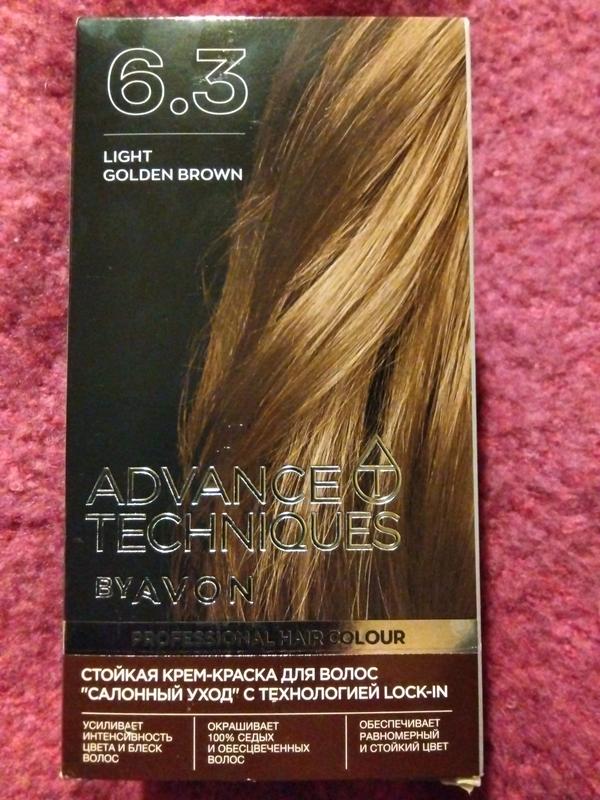 6.3
LIGHT
GOLDEN BROWN
ADVANCE
TECHNIQUES
BY AVON
PROFESSIONAL HAIR COLOUR
СТОЙКАЯ КРЕМ-КРАСКА ДЛЯ ВОЛОС
"САЛОННЫЙ УХОД" С ТЕХНОЛОГИЕЙ LOCK-IN
УСИЛИВАЕТ
ИНТЕНСИВНОСТЬ
ЦВЕТА И БЛЕСК
ВОЛОС
ОКРАШИВАЕТ
100% СЕДЫХ
И ОБЕСЦВЕЧЕННЫХ
ВОЛОС
ОБЕСПЕЧИВАЕТ
РАВНОМЕРНЫЙ
И СТОЙКИЙ ЦВЕТ